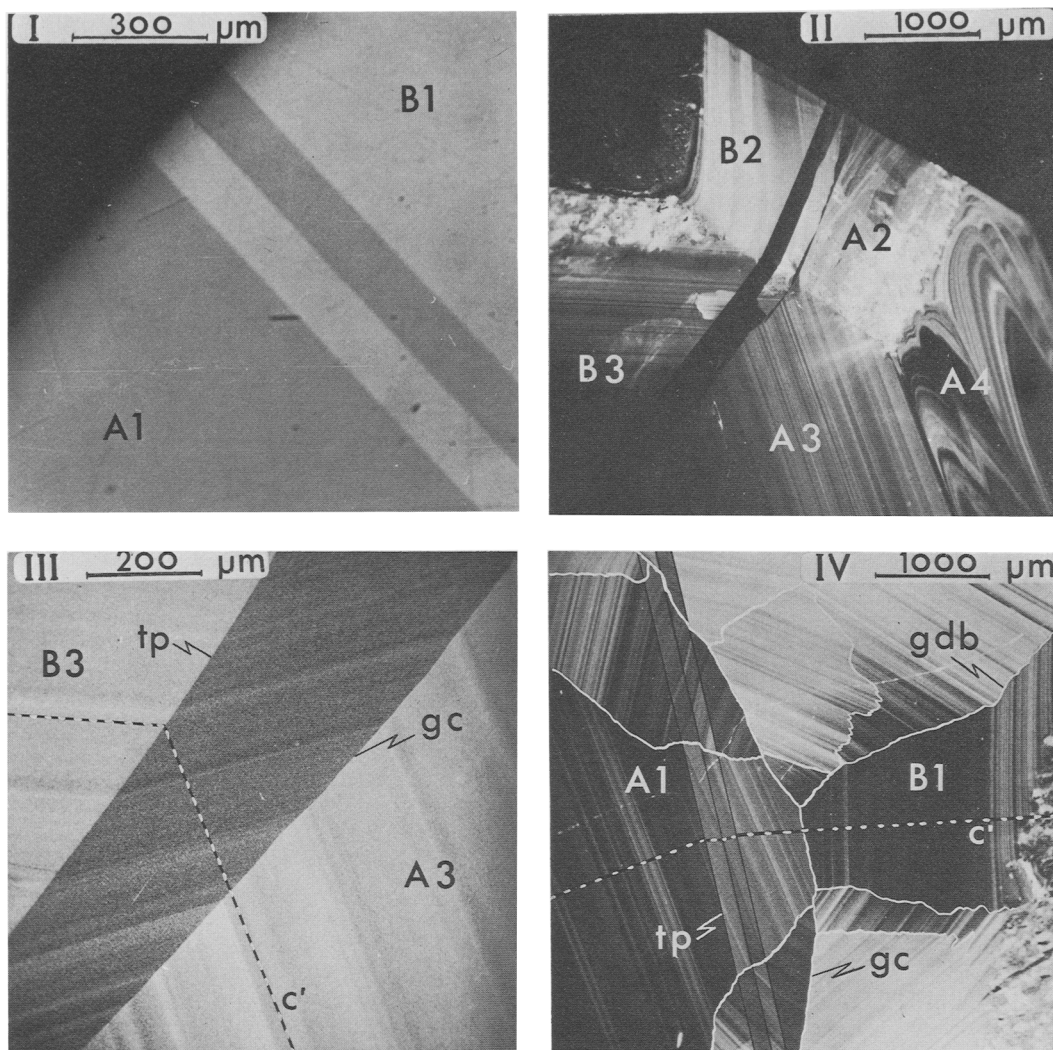 I 300 µm
B1
A1
II 1000 µm
B2
A2
B3
A4
A3
III 200 µm
tp
B3
gc
A3
c'
IV 1000 µm
gdb
A1
B1
c'
tp
gc